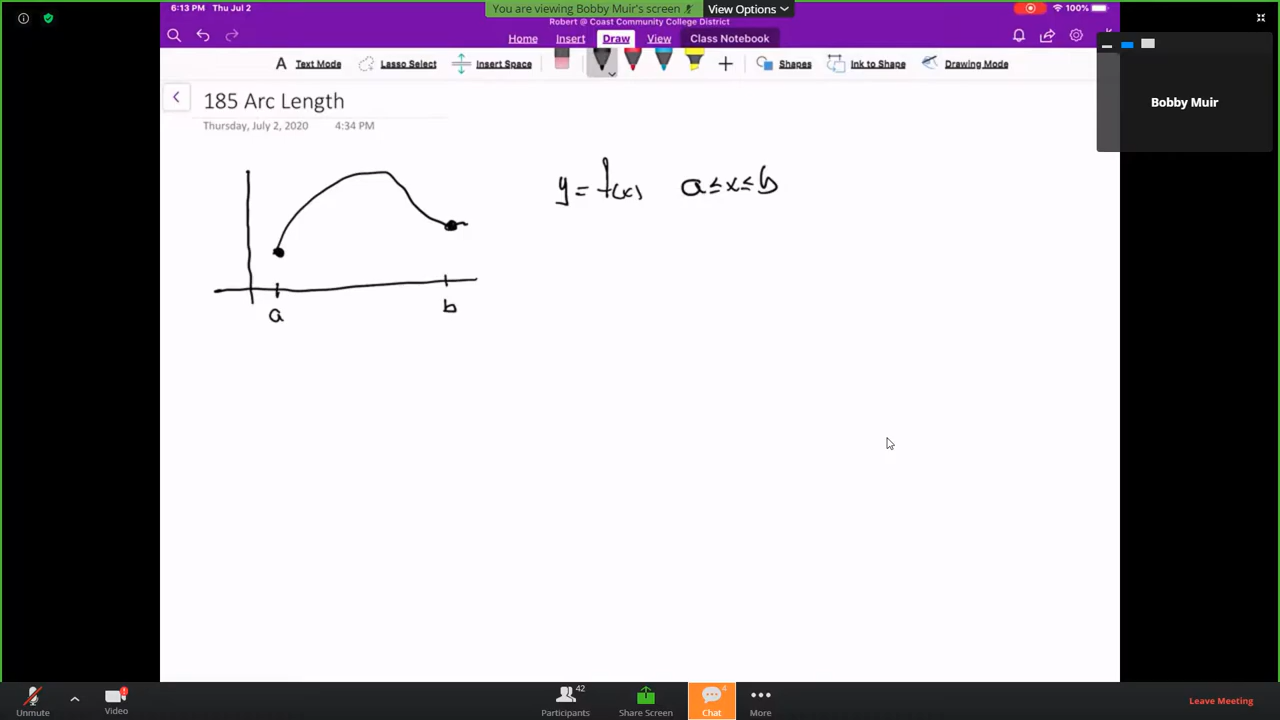 6:13 PM Thu Jul 2
You are viewing Bobby Muir's screen
View Options
100%
Robert @ Coast Community College District
Home Insert Draw View Class Notebook
A Text Mode Lasso Select Insert Space Shapes Ink to Shape Drawing Mode
Bobby Muir
185 Arc Length
Thursday, July 2, 2020 4:34 PM
y = f(x) a ≤ x ≤ b
a b
42
4
Unmute Video Participants Share Screen Chat More Leave Meeting